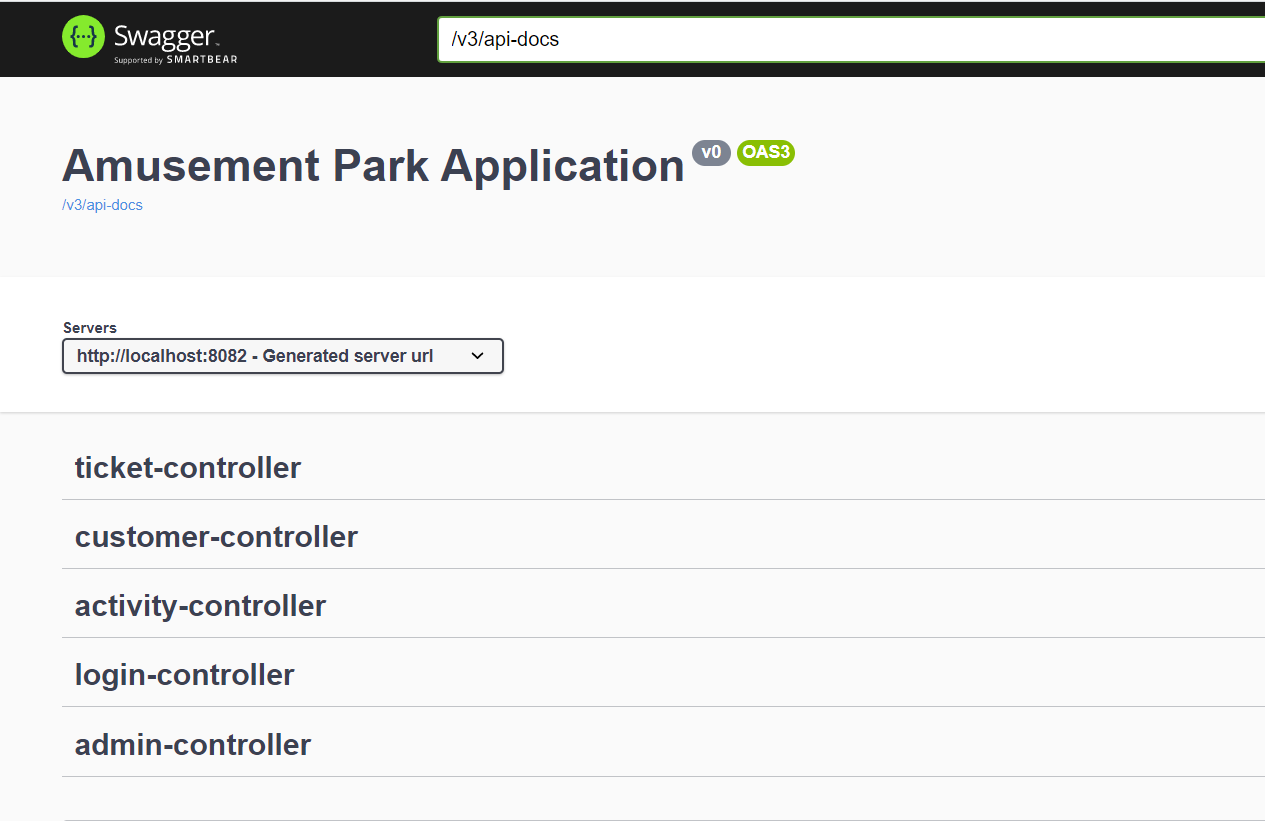 {···} Swagger™
Supported by SMARTBEAR
/v3/api-docs
Amusement Park Application v0 OAS3
/v3/api-docs
Servers
http://localhost:8082 - Generated server url
ticket-controller
customer-controller
activity-controller
login-controller
admin-controller